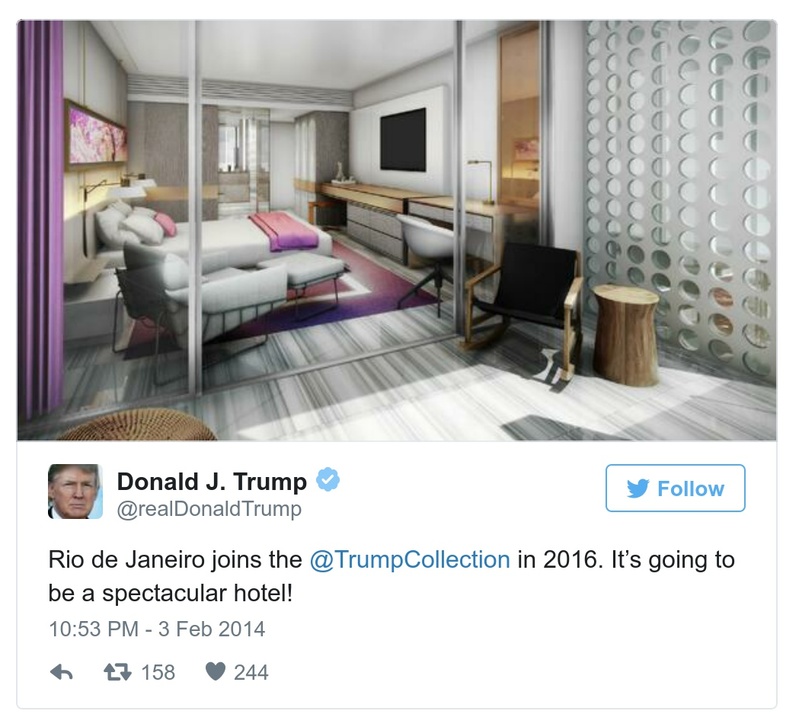 Donald J. Trump
@realDonaldTrump
Follow
Rio de Janeiro joins the @TrumpCollection in 2016. It’s going to
be a spectacular hotel!
10:53 PM - 3 Feb 2014
158 244